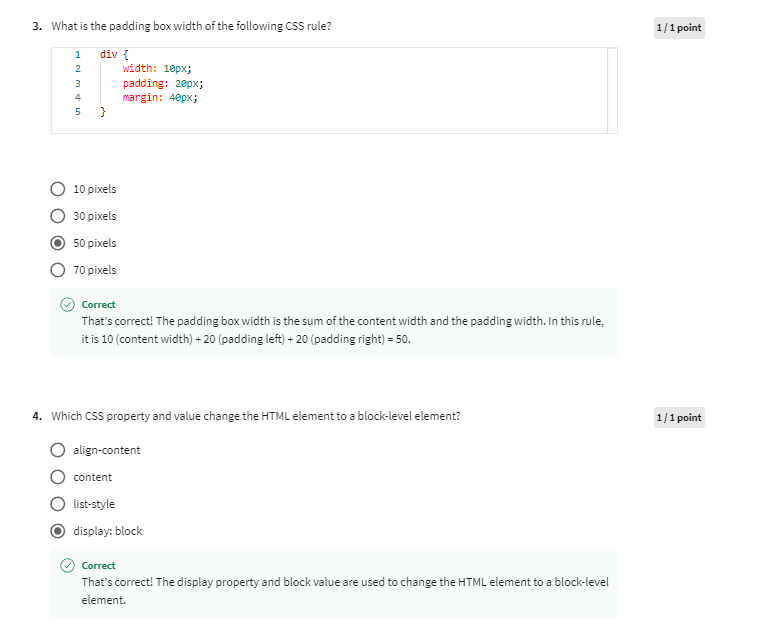 3. What is the padding box width of the following CSS rule?
1/1 point
1 div {
2 width: 10px;
3 padding: 20px;
4 margin: 40px;
5 }
10 pixels
30 pixels
50 pixels
70 pixels
Correct
That's correct! The padding box width is the sum of the content width and the padding width. In this rule,
it is 10 (content width) + 20 (padding left) + 20 (padding right) = 50.
4. Which CSS property and value change the HTML element to a block-level element?
1/1 point
align-content
content
list-style
display: block
Correct
That's correct! The display property and block value are used to change the HTML element to a block-level
element.